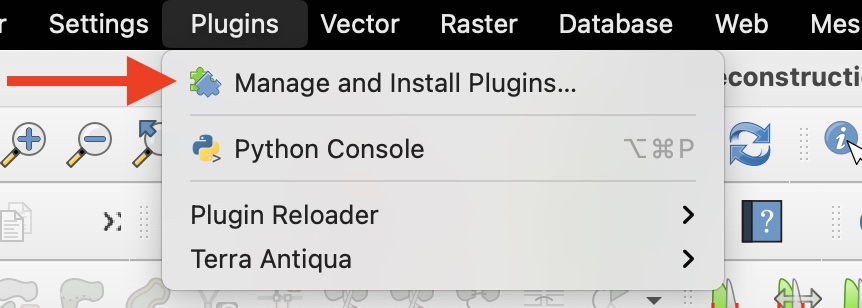 r Settings Plugins Vector Raster Database Web Mes
Manage and Install Plugins...
econstructi
Python Console ⌥⌘P
Plugin Reloader
Terra Antiqua